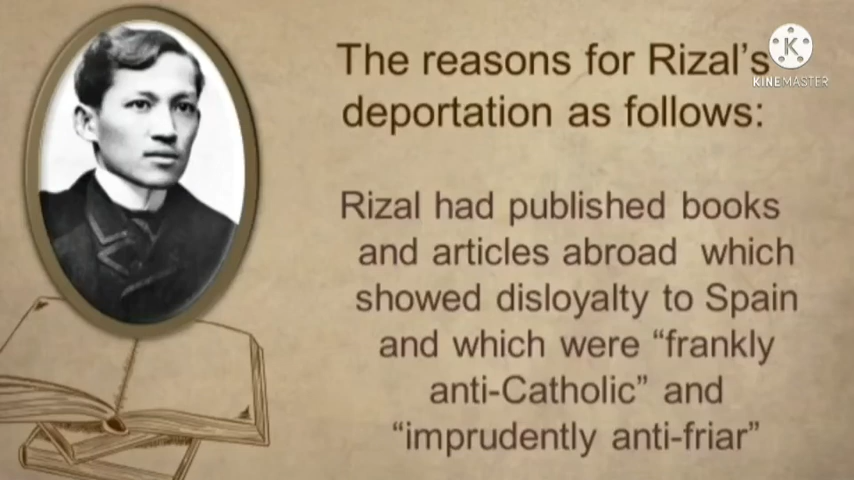 The reasons for Rizal's
deportation as follows:
KINEMASTER
Rizal had published books
and articles abroad which
showed disloyalty to Spain
and which were “frankly
anti-Catholic” and
“imprudently anti-friar”